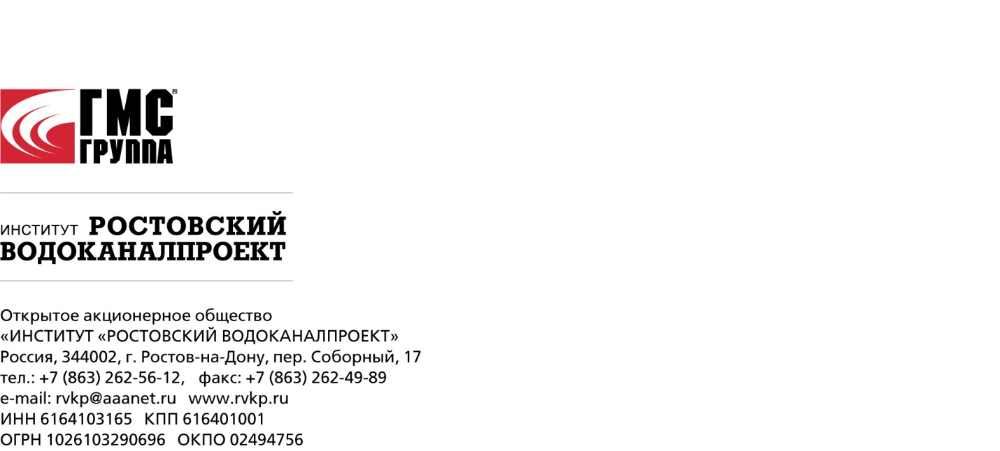 ГМС®
ГРУППА
ИНСТИТУТ РОСТОВСКИЙ
ВОДОКАНАЛПРОЕКТ
Открытое акционерное общество
«ИНСТИТУТ «РОСТОВСКИЙ ВОДОКАНАЛПРОЕКТ»
Россия, 344002, г. Ростов-на-Дону, пер. Соборный, 17
тел.: +7 (863) 262-56-12, факс: +7 (863) 262-49-89
e-mail: rvkp@aaanet.ru www.rvkp.ru
ИНН 6164103165 КПП 616401001
ОГРН 1026103290696 ОКПО 02494756